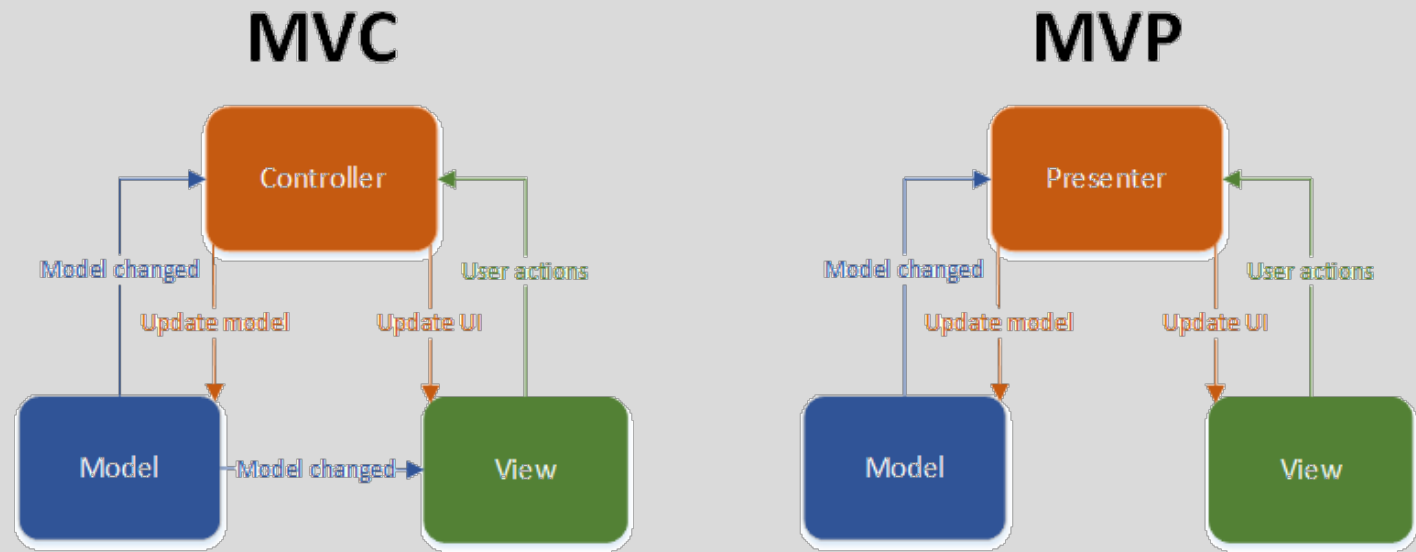 MVC
Controller
Model changed
User actions
Update model
Update UI
Model
Model changed
View
MVP
Presenter
Model changed
User actions
Update model
Update UI
Model
View